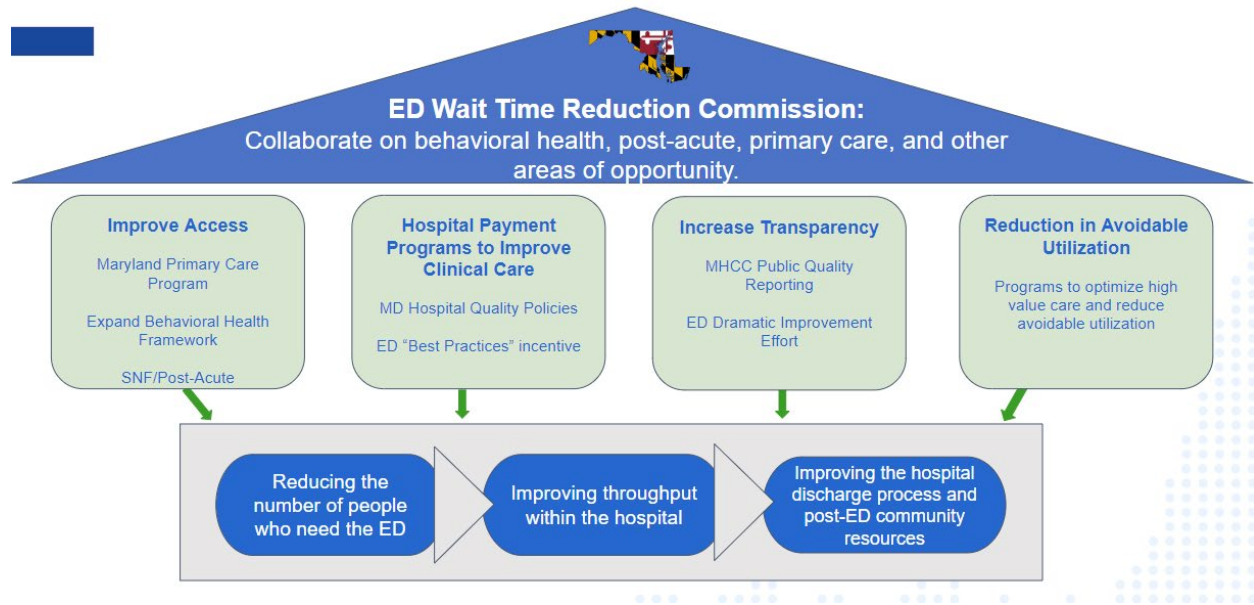 ED Wait Time Reduction Commission:
Collaborate on behavioral health, post-acute, primary care, and other
areas of opportunity.
Improve Access
Maryland Primary Care
Program
Expand Behavioral Health
Framework
SNF/Post-Acute
Hospital Payment
Programs to Improve
Clinical Care
MD Hospital Quality Policies
ED “Best Practices” incentive
Increase Transparency
MHCC Public Quality
Reporting
ED Dramatic Improvement
Effort
Reduction in Avoidable
Utilization
Programs to optimize high
value care and reduce
avoidable utilization
Reducing the
number of people
who need the ED
Improving throughput
within the hospital
Improving the hospital
discharge process and
post-ED community
resources